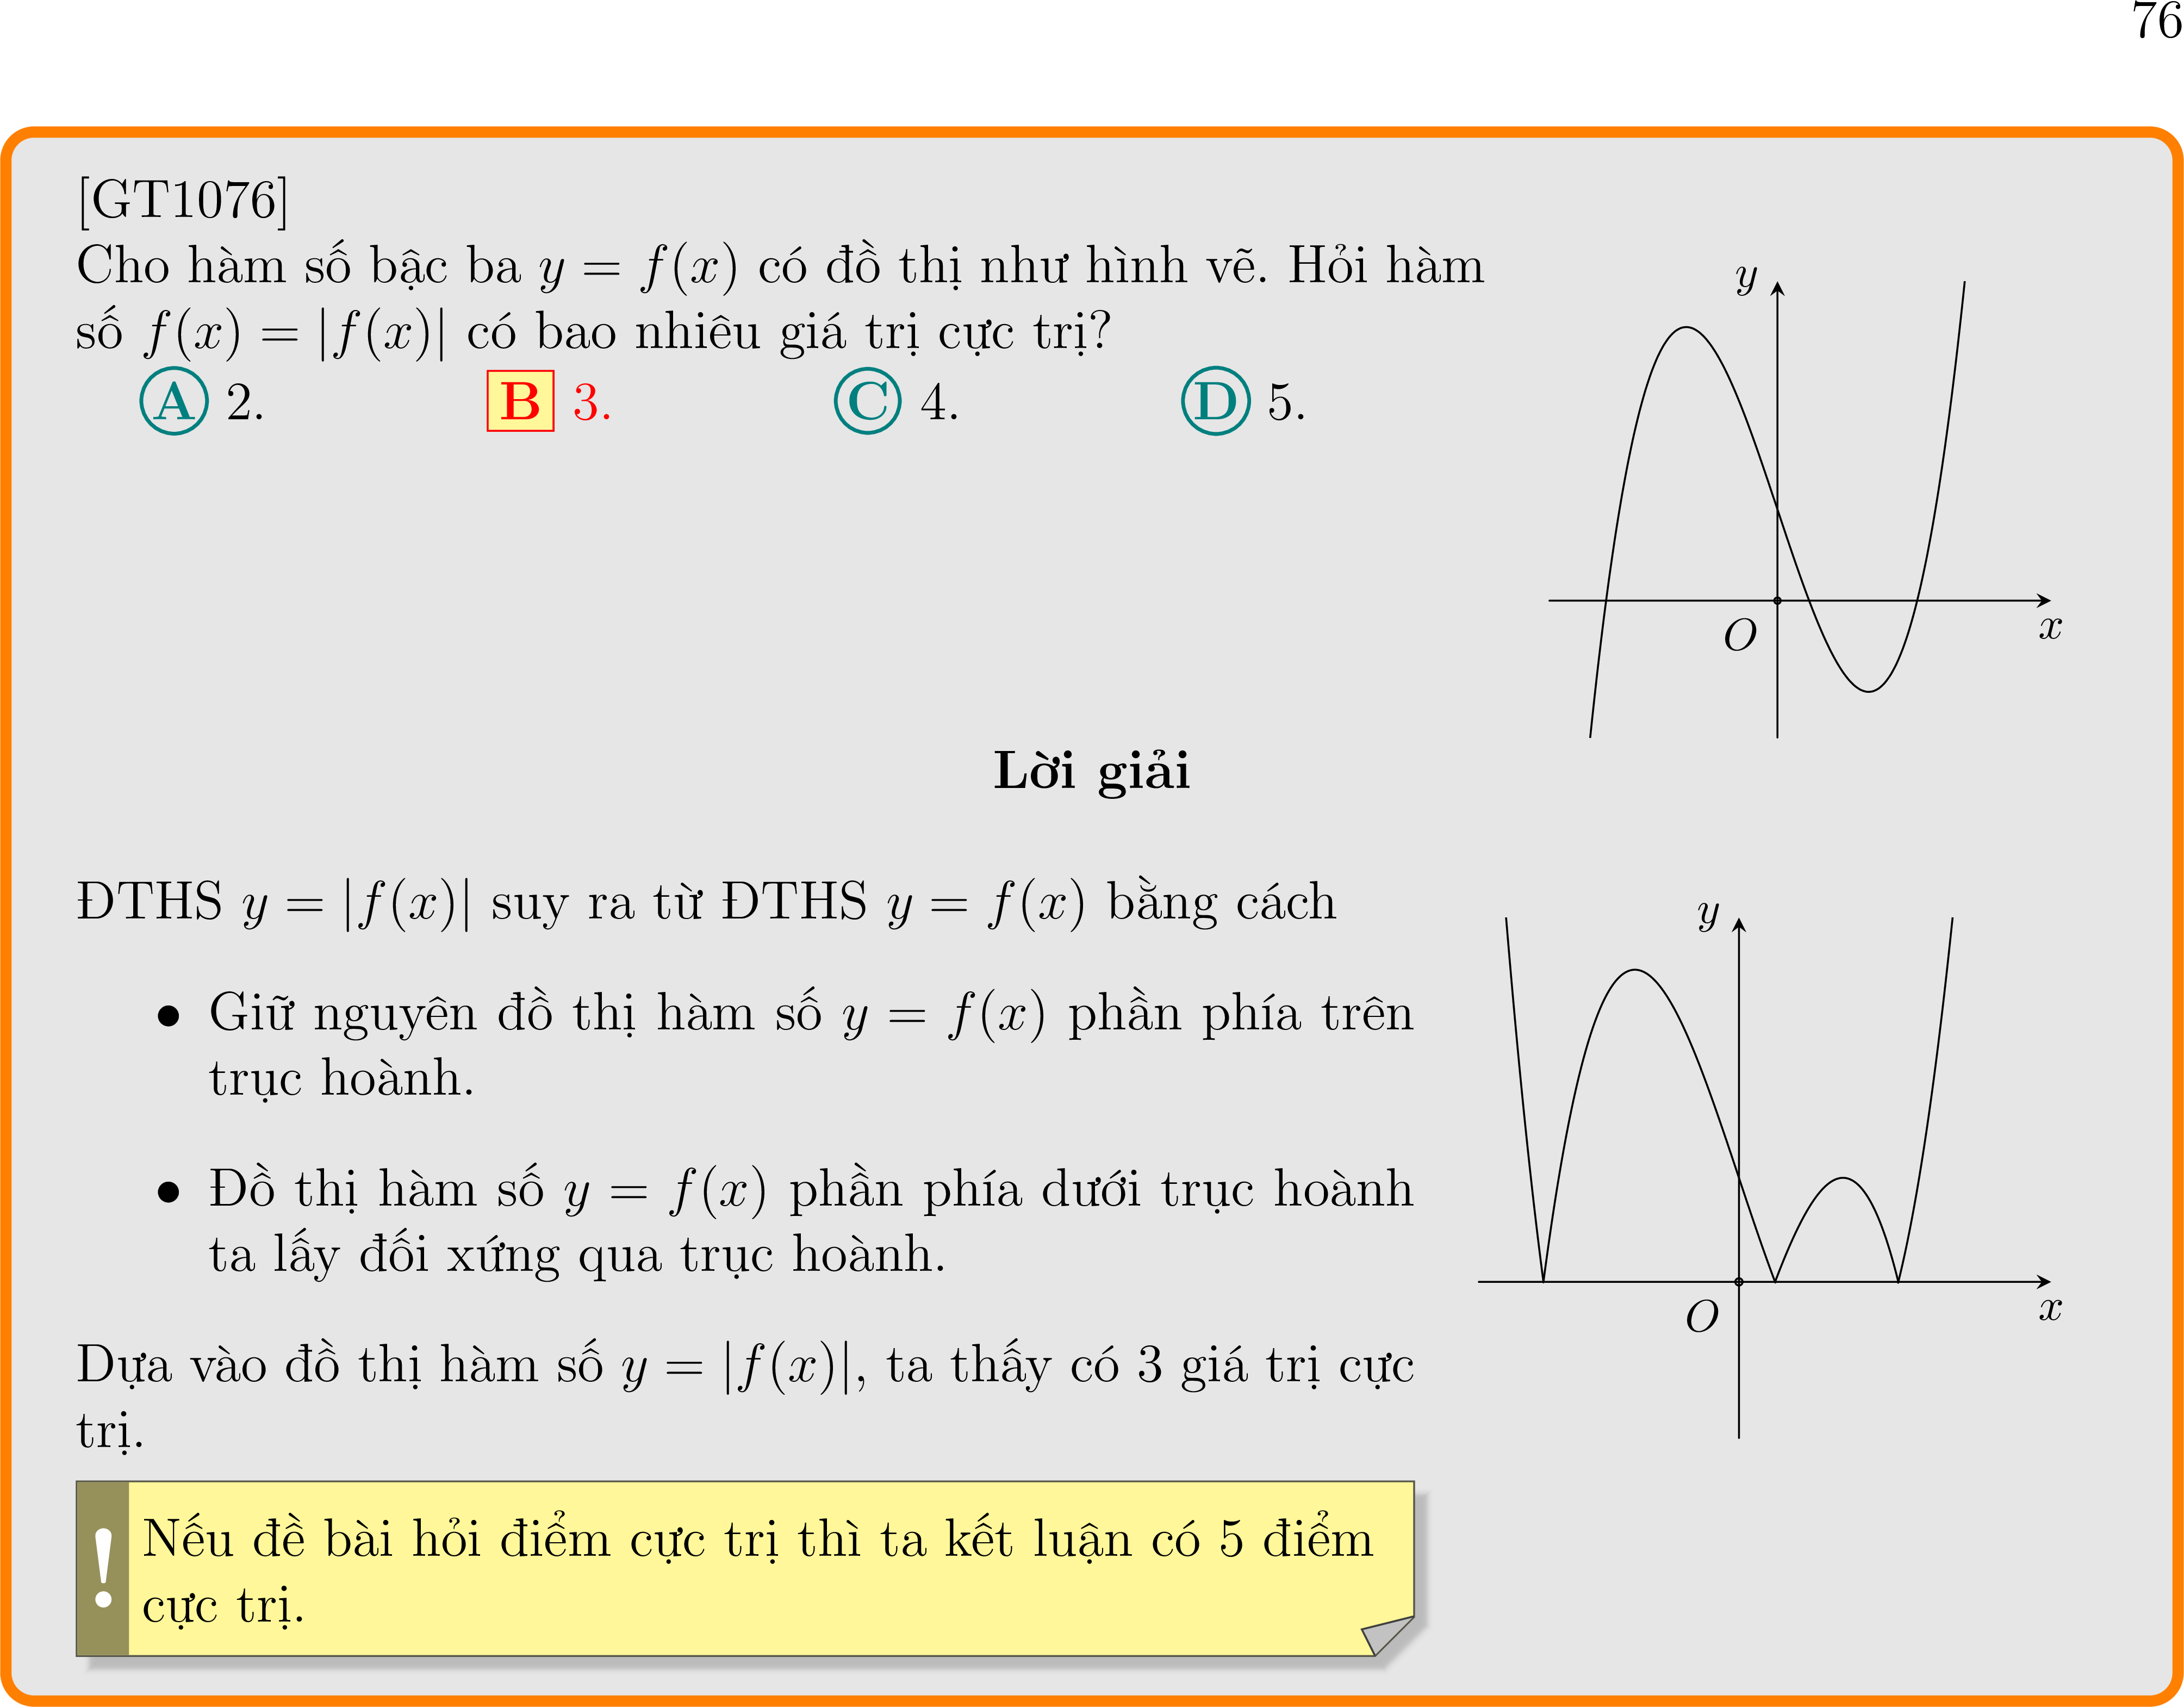 76
[GT1076]
Cho hàm số bậc ba y = f(x) có đồ thị như hình vẽ. Hỏi hàm
số f(x) = |f(x)| có bao nhiêu giá trị cực trị?
A 2. B 3. C 4. D 5.
y
O
x
Lời giải
ĐTHS y = |f(x)| suy ra từ ĐTHS y = f(x) bằng cách
• Giữ nguyên đồ thị hàm số y = f(x) phần phía trên
trục hoành.
• Đồ thị hàm số y = f(x) phần phía dưới trục hoành
ta lấy đối xứng qua trục hoành.
Dựa vào đồ thị hàm số y = |f(x)|, ta thấy có 3 giá trị cực
trị.
y
O
x
! Nếu đề bài hỏi điểm cực trị thì ta kết luận có 5 điểm
cực trị.